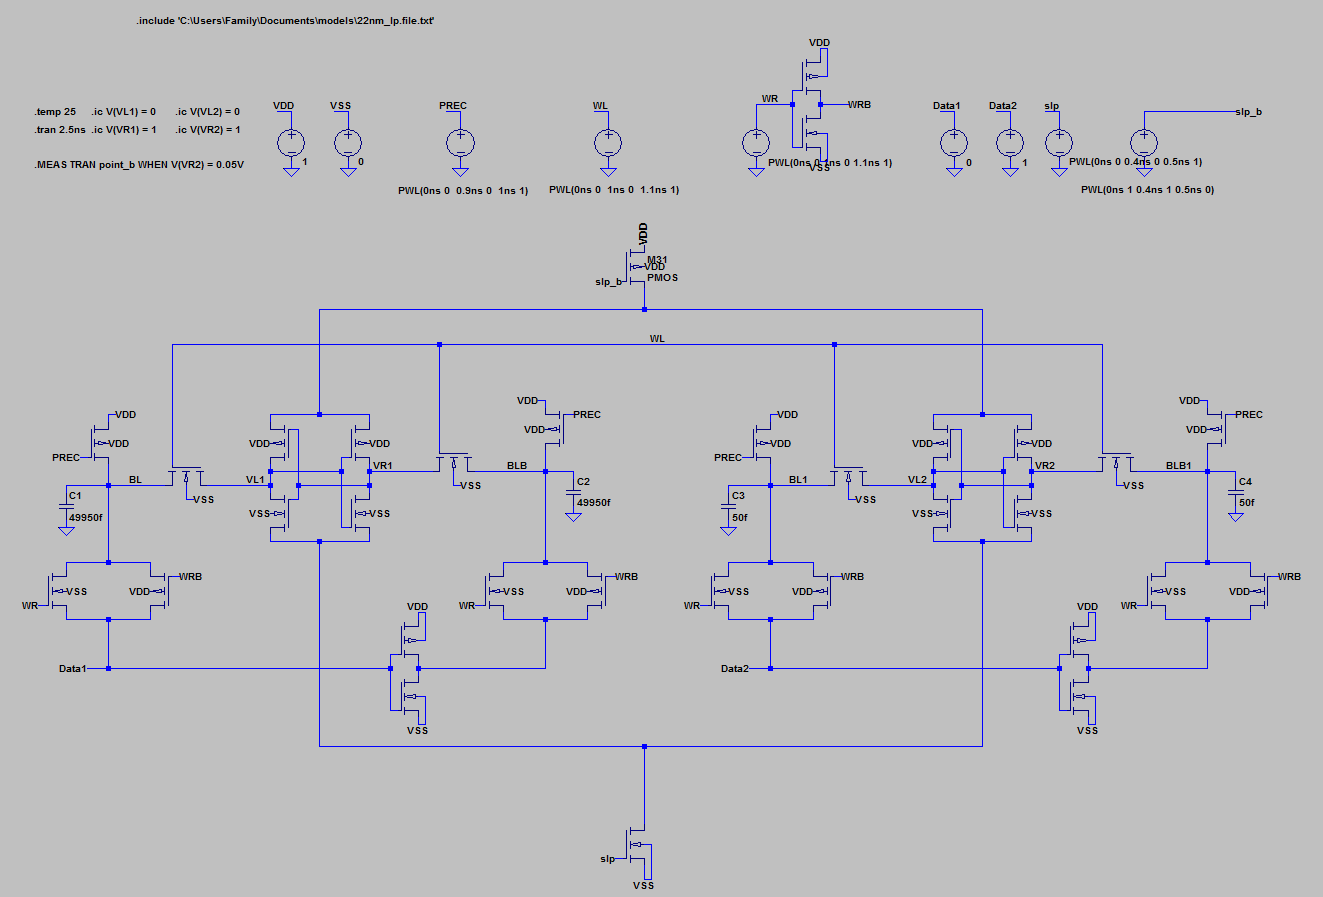 .include 'C:\Users\Family\Documents\models\22nm_lp.file.txt'
VDD
.temp 25 .ic V(VL1) = 0 .ic V(VL2) = 0
VDD VSS PREC WL WR WRB Data1 Data2 slp slp_b
.tran 2.5ns .ic V(VR1) = 1 .ic V(VR2) = 1
.MEAS TRAN point_b WHEN V(VR2) = 0.05V
1 0 PWL(0ns 0 1ns 0 1.1ns 1) 0 1 PWL(0ns 0 0.4ns 0 0.5ns 1)
VSS
PWL(0ns 0 0.9ns 0 1ns 1) PWL(0ns 0 1ns 0 1.1ns 1) PWL(0ns 1 0.4ns 1 0.5ns 0)
VDD
M31
VDD
slp_b PMOS
WL
VDD VDD
VDD VDD VDD VDD
PREC PREC
VDD VDD VDD VDD VDD VDD VDD VDD
PREC VR1 BLB PREC VR2 BLB1
BL VL1 VSS BL1 VL2 VSS
C1 VSS C2 C3 VSS C4
49950f VSS VSS 49950f 50f VSS VSS 50f
WRB WRB WRB WRB
VSS VDD VSS VDD VSS VDD VSS VDD
WR WR WR WR
VDD VDD
Data1 Data2
VSS VSS
slp
VSS